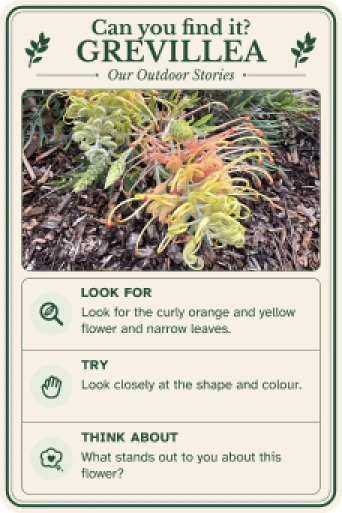 Can you find it?
GREVILLEA
Our Outdoor Stories
LOOK FOR
Look for the curly orange and yellow
flower and narrow leaves.
TRY
Look closely at the shape and colour.
THINK ABOUT
What stands out to you about this
flower?